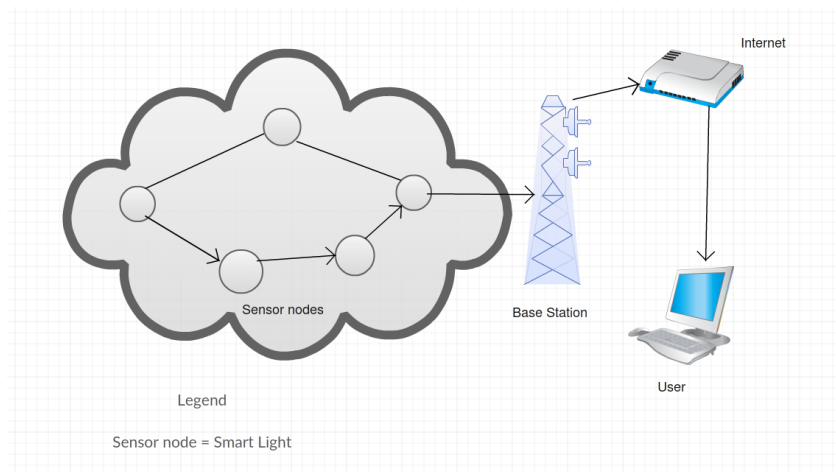 Internet
Sensor nodes
Base Station
User
Legend
Sensor node = Smart Light